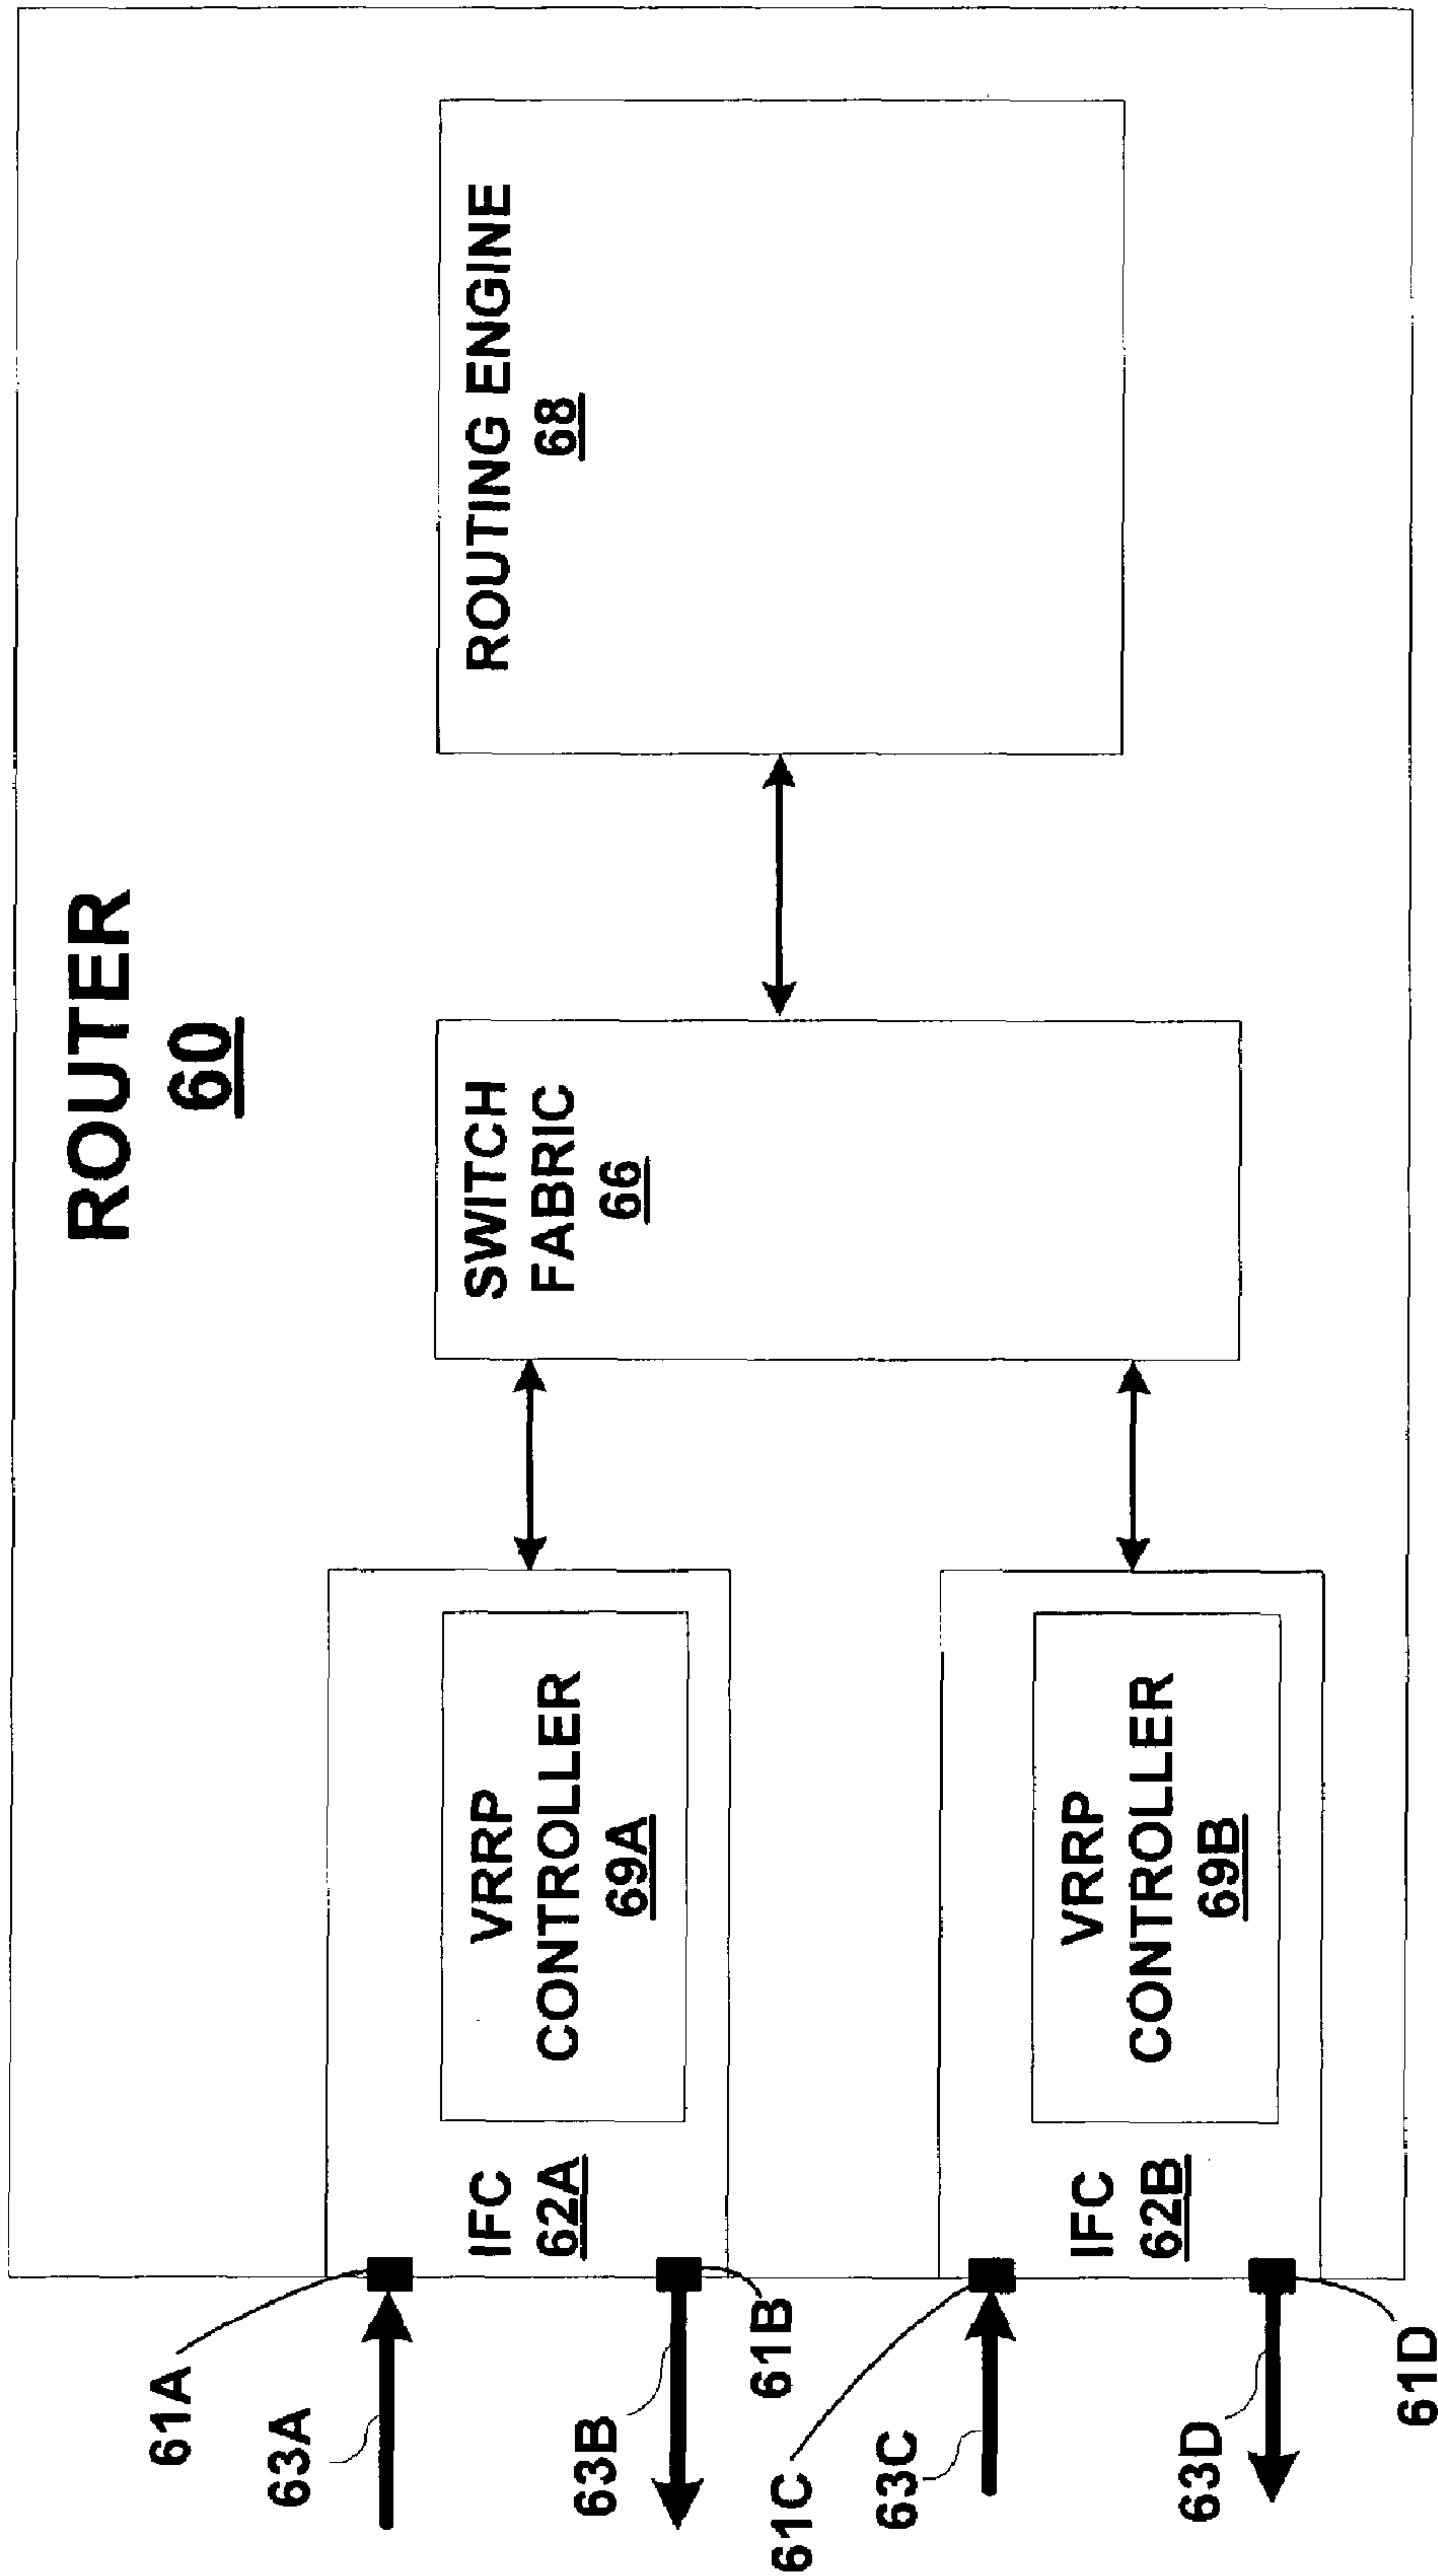 ROUTER
60
61A
63A
IFC
62A
VRRP
CONTROLLER
69A
63B
61B
SWITCH
FABRIC
66
ROUTING ENGINE
68
61C
63C
IFC
62B
VRRP
CONTROLLER
69B
63D
61D